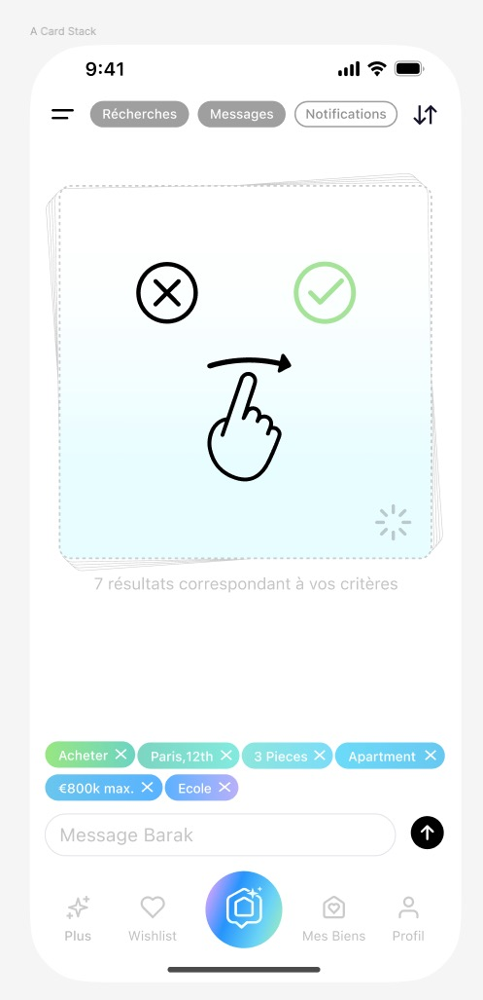 A Card Stack
9:41
Récherches Messages Notifications
7 résultats correspondant à vos critères
Acheter Paris,12th 3 Pieces Apartment
€800k max. Ecole
Message Barak
Plus Wishlist Mes Biens Profil